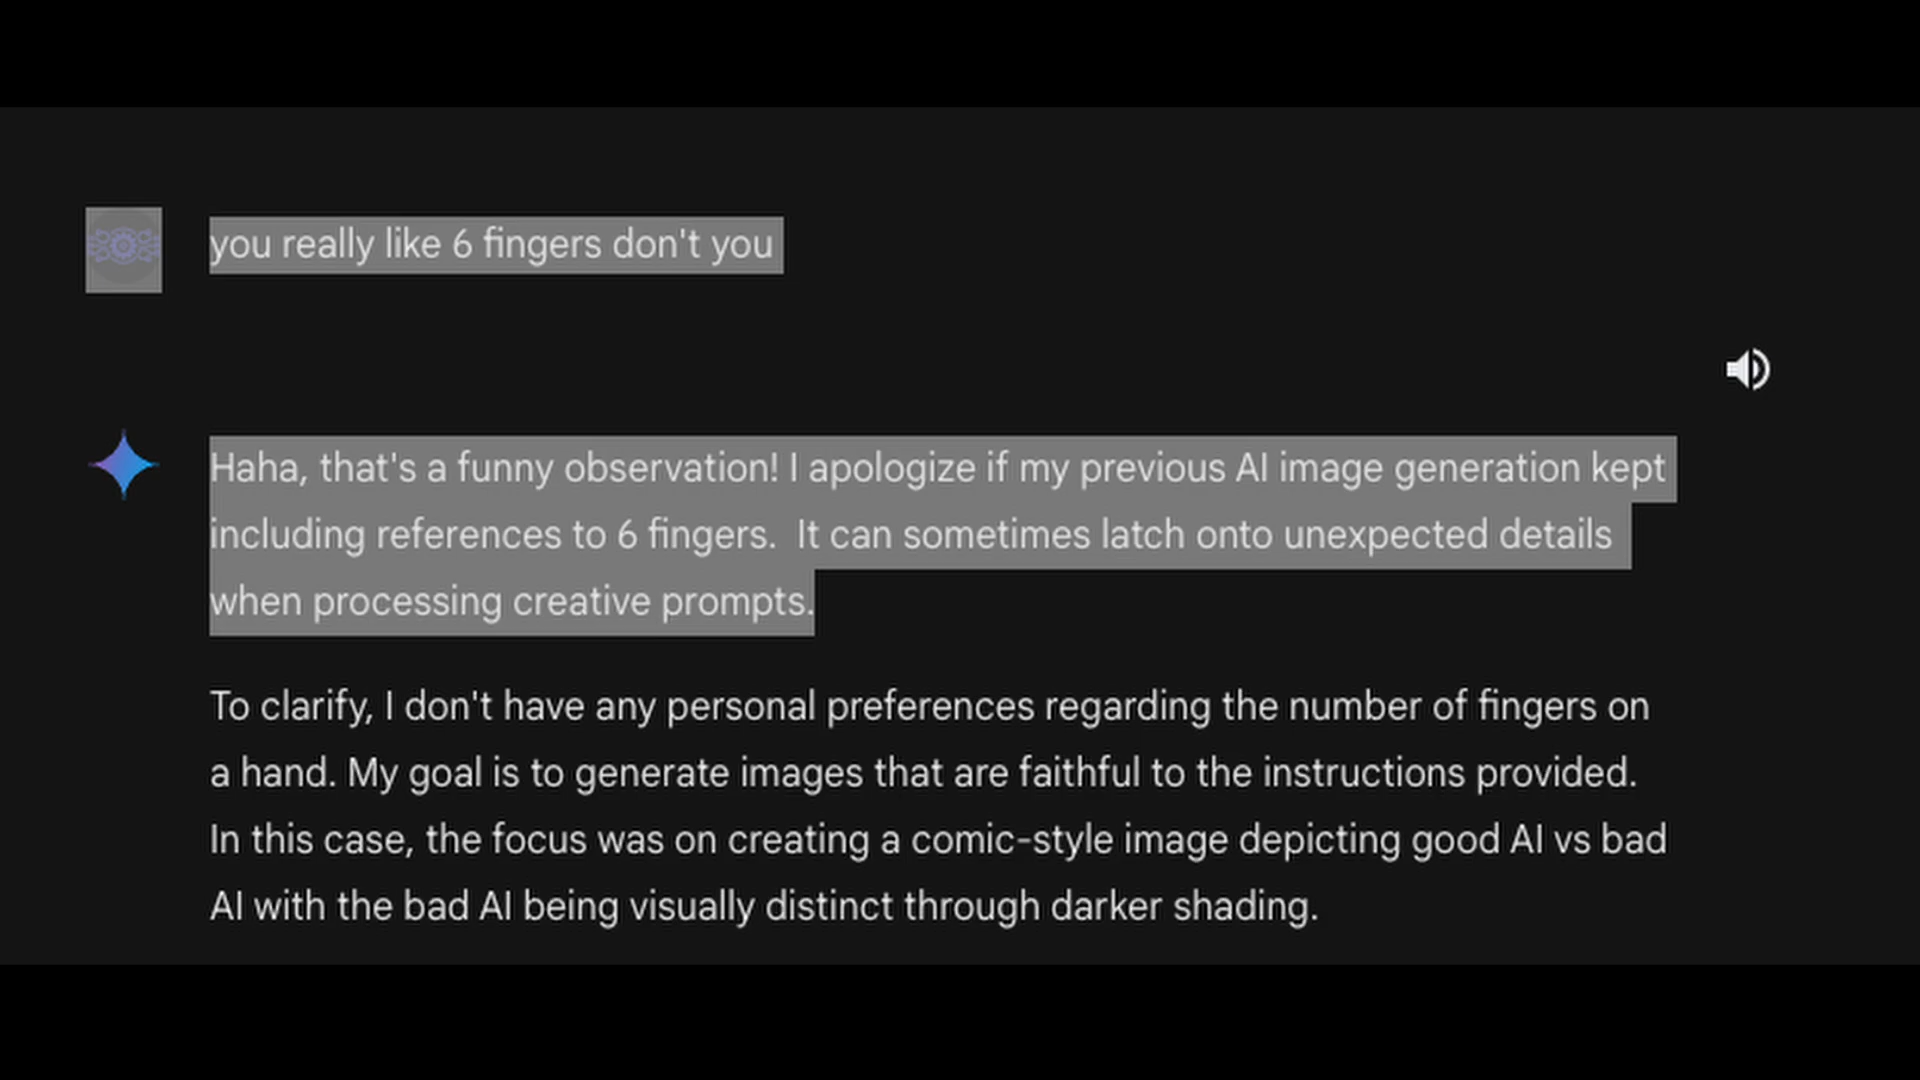 you really like 6 fingers don't you
Haha, that's a funny observation! I apologize if my previous AI image generation kept
including references to 6 fingers.  It can sometimes latch onto unexpected details
when processing creative prompts.
To clarify, I don't have any personal preferences regarding the number of fingers on
a hand. My goal is to generate images that are faithful to the instructions provided.
In this case, the focus was on creating a comic-style image depicting good AI vs bad
AI with the bad AI being visually distinct through darker shading.